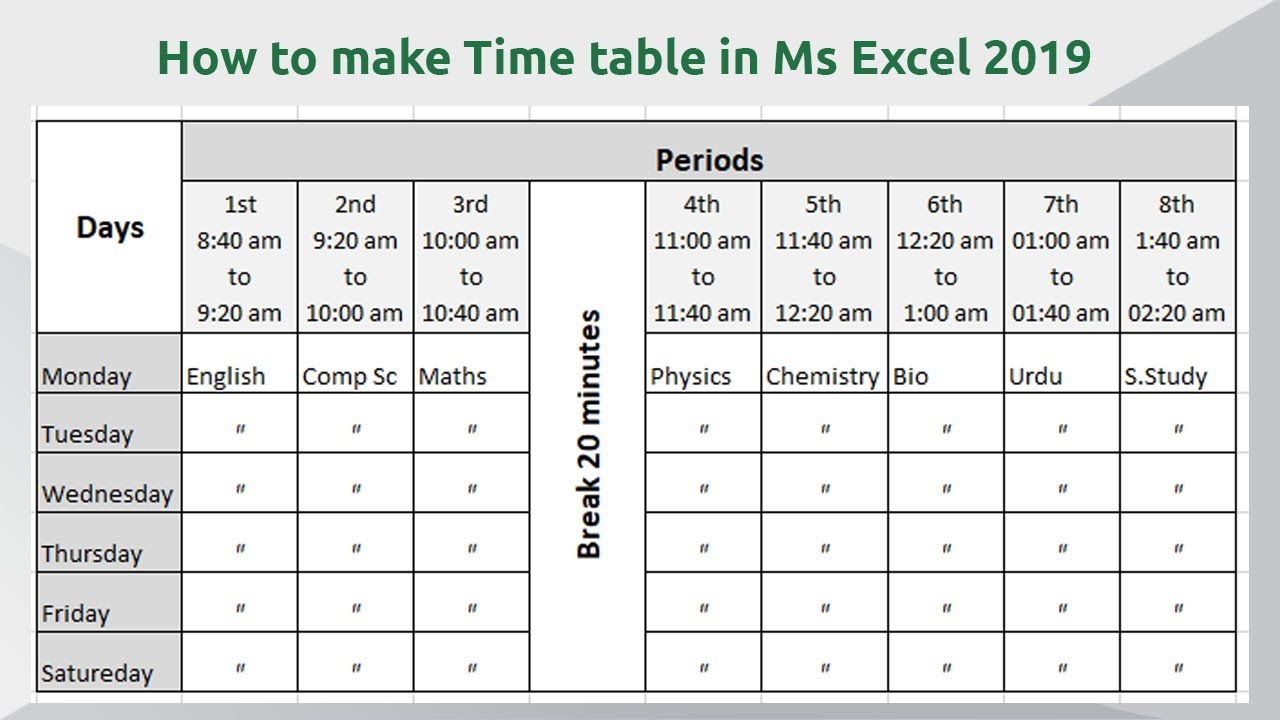 How to make Time table in Ms Excel 2019
Days
Periods
1st
8:40 am
to
9:20 am
2nd
9:20 am
to
10:00 am
3rd
10:00 am
to
10:40 am
Break 20 minutes
4th
11:00 am
to
11:40 am
5th
11:40 am
to
12:20 am
6th
12:20 am
to
1:00 am
7th
01:00 am
to
01:40 am
8th
1:40 am
to
02:20 am
Monday English Comp Sc Maths Physics Chemistry Bio Urdu S.Study
Tuesday " " " " " " " "
Wednesday " " " " " " " "
Thursday " " " " " " " "
Friday " " " " " " " "
Satureday " " " " " " " "